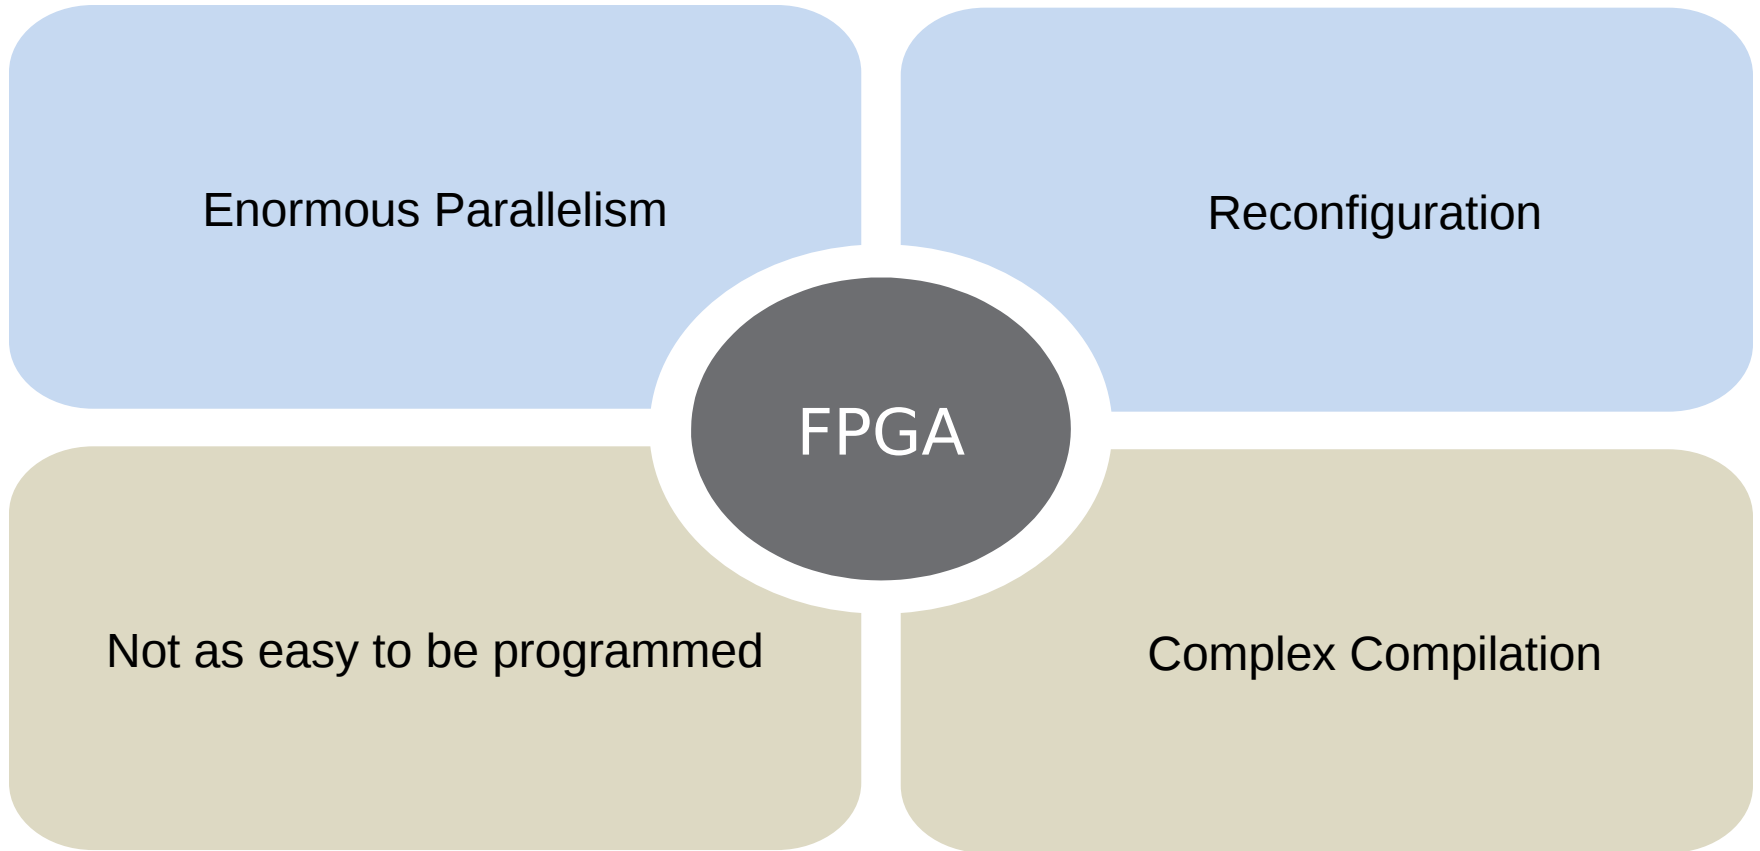 Enormous Parallelism
Reconfiguration
FPGA
Not as easy to be programmed
Complex Compilation